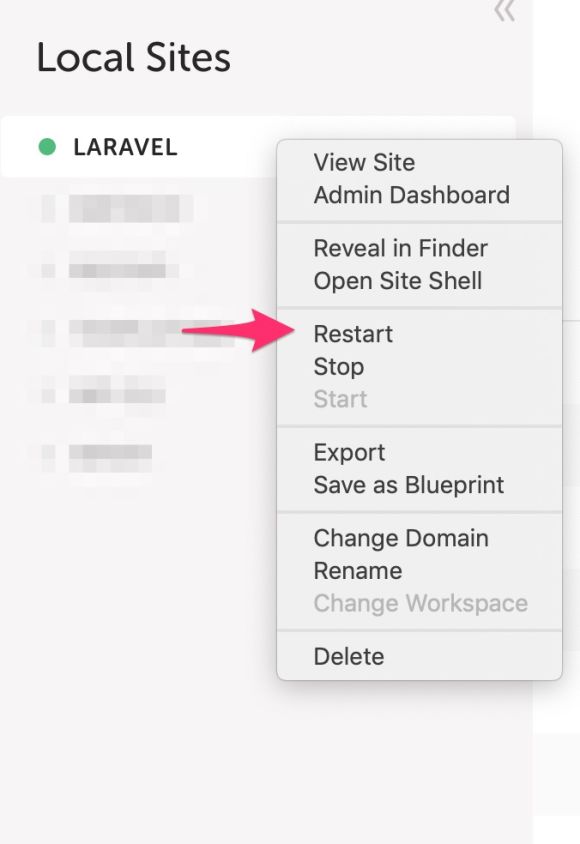 Local Sites
LARAVEL
View Site
Admin Dashboard
Reveal in Finder
Open Site Shell
Restart
Stop
Start
Export
Save as Blueprint
Change Domain
Rename
Change Workspace
Delete